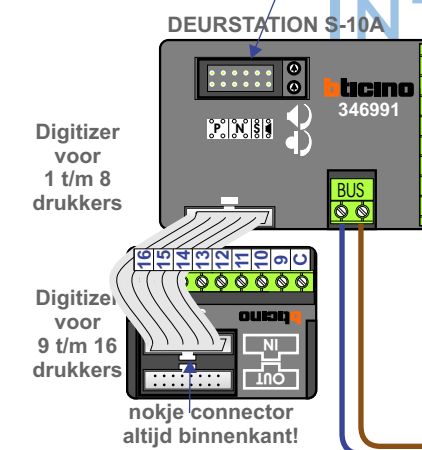 INT
DEURSTATION S-10A
bticino
346991
P N S
Digitizer
voor
1 t/m 8
drukkers
BUS
16 15 14 13 12 11 10 9 C
Digitizer
voor
9 t/m 16
drukkers
bticino
IN
OUT
nokje connector
altijd binnenkant!